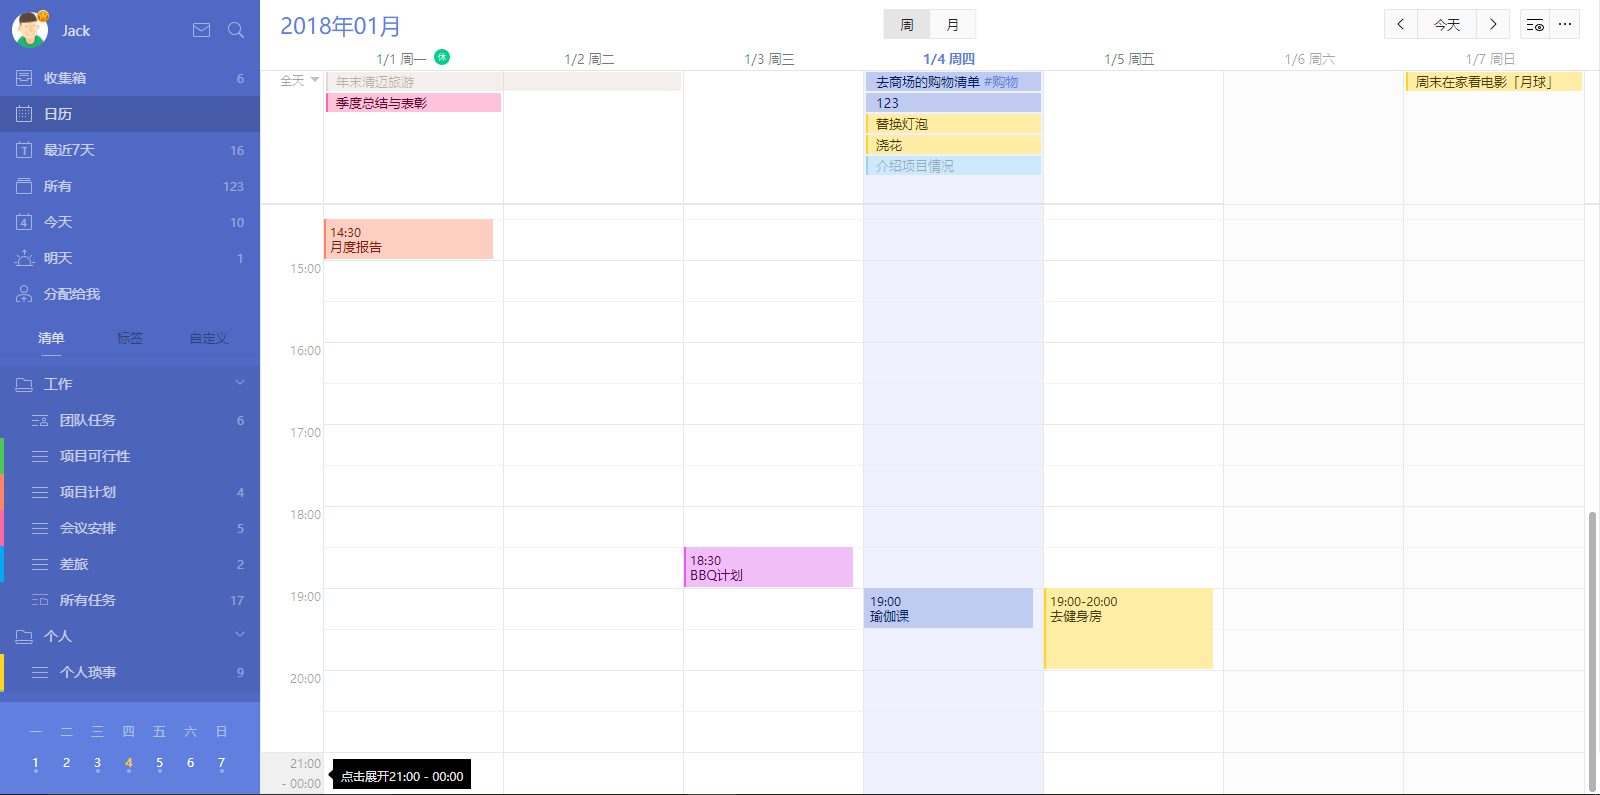 Jack
收集箱 6
日历
最近7天 16
所有 123
4 今天 10
明天 1
分配给我
清单 标签 自定义
工作
团队任务 6
项目可行性
项目计划 4
会议安排 5
差旅 2
所有任务 17
个人
个人琐事 9
一 二 三 四 五 六 日
1 2 3 4 5 6 7
2018年01月
周 月
今天
1/1 周一 休 1/2 周二 1/3 周三 1/4 周四 1/5 周五 1/6 周六 1/7 周日
全天
年末清迈旅游
季度总结与表彰
去商场的购物清单 #购物
123
替换灯泡
浇花
介绍项目情况
周末在家看电影「月球」
14:30
月度报告
15:00
16:00
17:00
18:00
18:30
BBQ计划
19:00
19:00
瑜伽课
19:00-20:00
去健身房
20:00
21:00
- 00:00
点击展开21:00 - 00:00